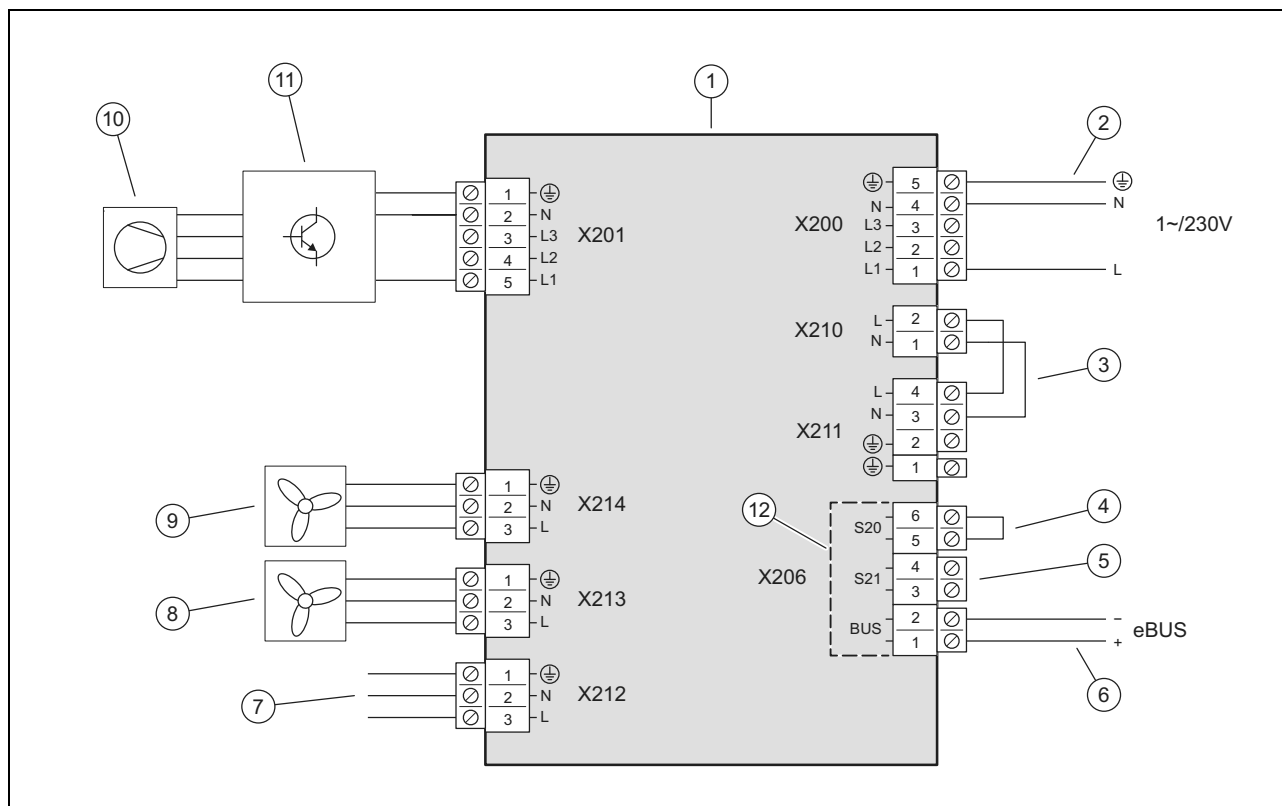 1
2
3
4
5
6
7
8
9
10
11
12
1
2 N
3 L3
4 L2
5 L1
X201
1
2 N
3 L
X214
1
2 N
3 L
X213
1
2 N
3 L
X212
X200
5
N 4
L3 3
L2 2
L1 1
N
1~/230V
L
X210
L 2
N 1
X211
L 4
N 3
2
1
X206
S20
6
5
S21
4
3
BUS
2
1
–
+
eBUS